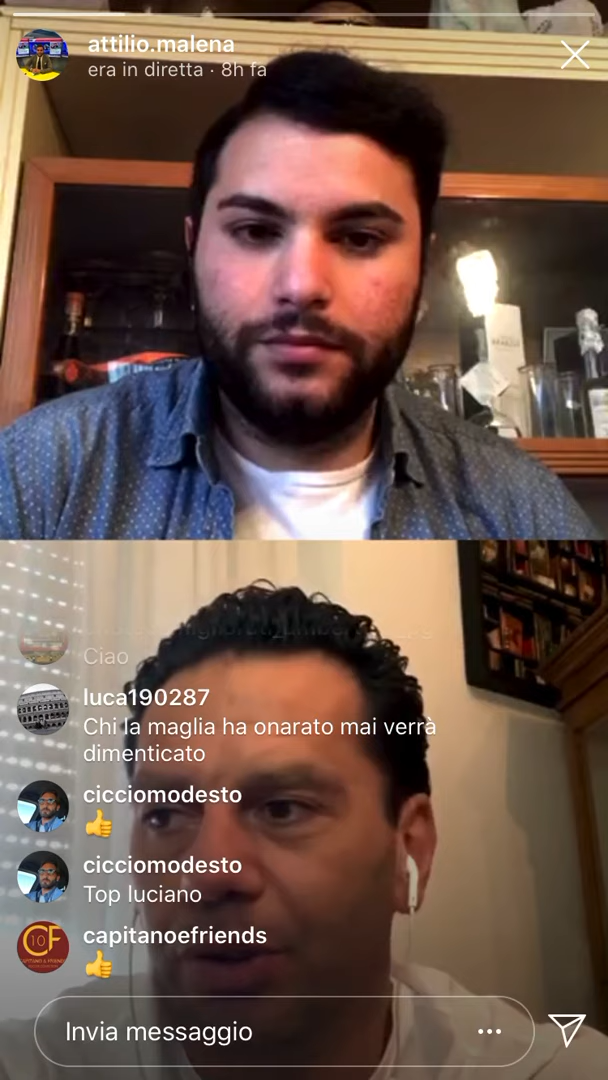 attilio.malena
era in diretta · 8h fa
Ciao
luca190287
Chi la maglia ha onarato mai verrà
dimenticato
cicciomodesto
👍
cicciomodesto
Top luciano
capitanoefriends
👍
Invia messaggio